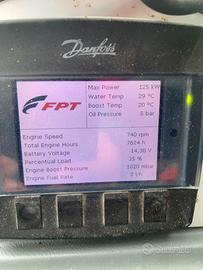 Danfoss
FPT
Max Power 125 kW
Water Temp 29 °C
Boost Temp 20 °C
Oil Pressure 5 bar
Engine Speed 740 rpm
Total Engine Hours 7624 h
Battery Voltage 14,30 V
Percentual Load 35 %
Engine Boost Pressure 1020 mbar
Engine Fuel Rate 2 l/h